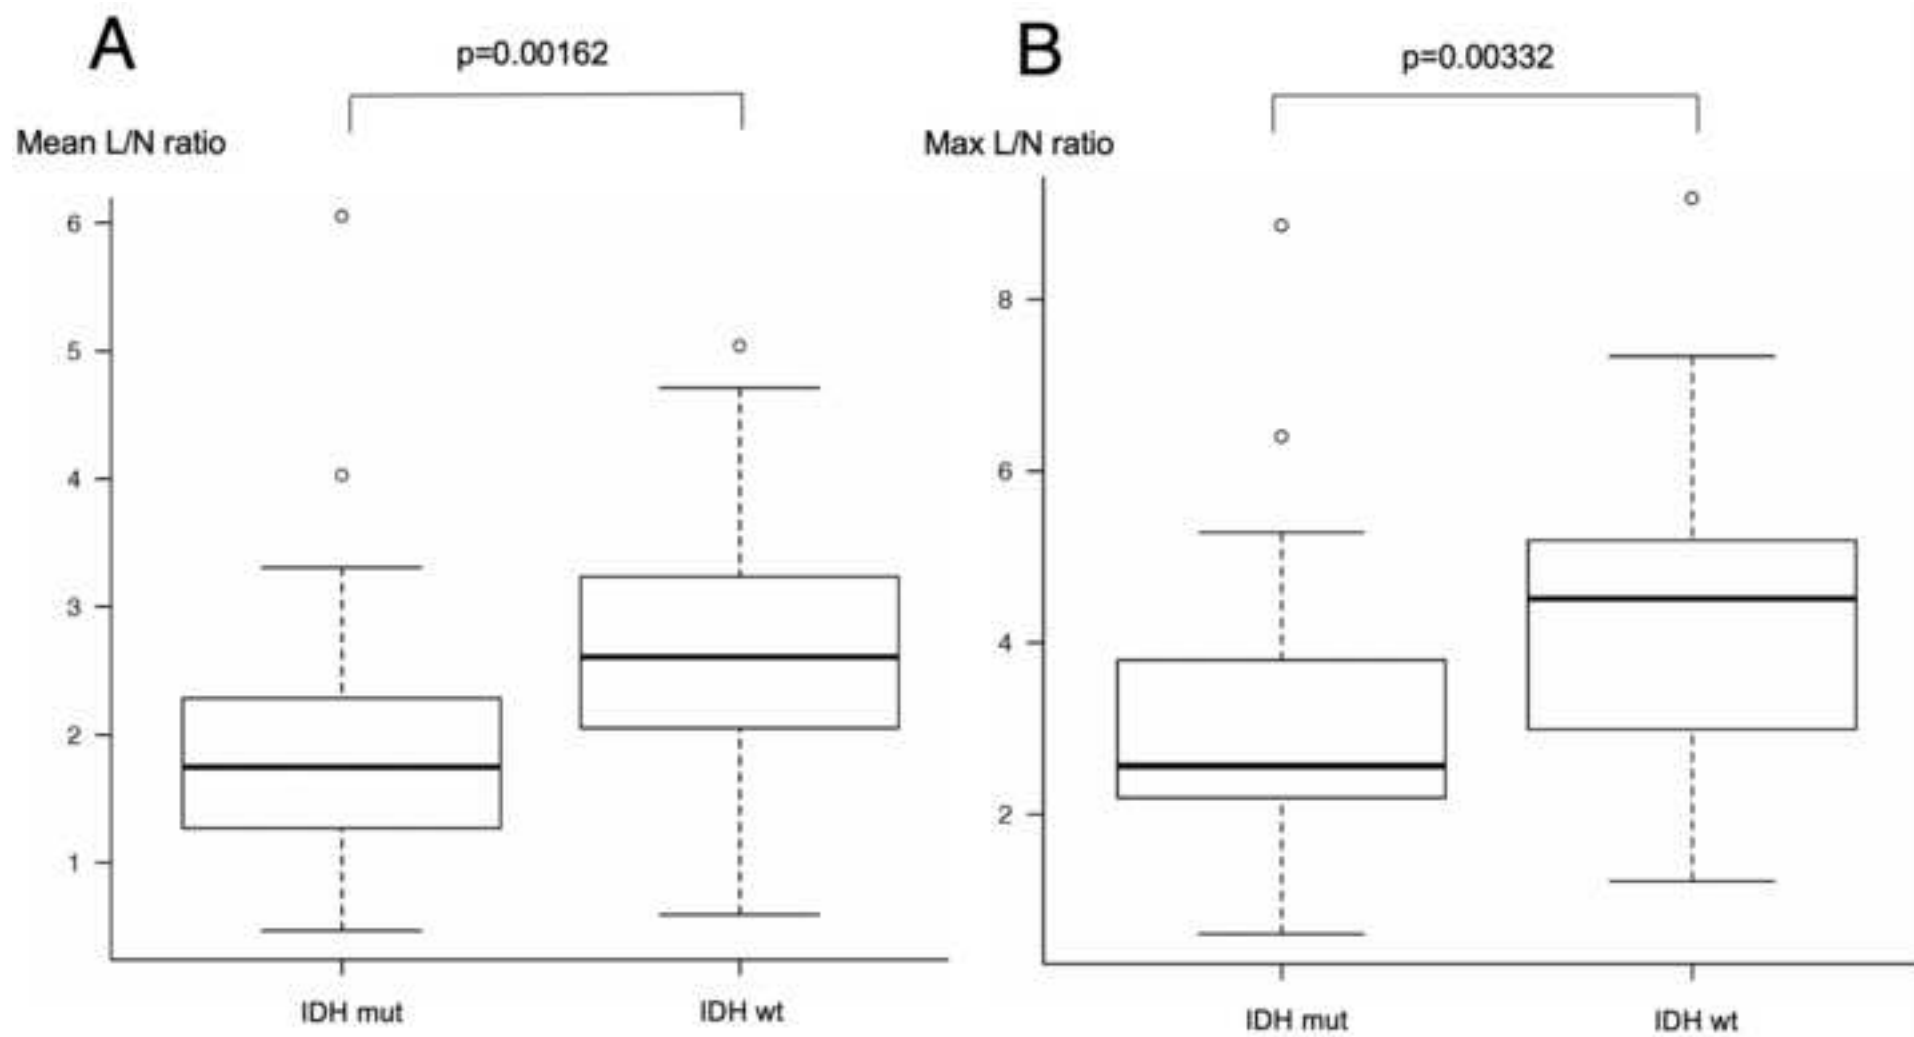 A
p=0.00162
Mean L/N ratio
6
5
4
3
2
1
IDH mut
IDH wt
B
p=0.00332
Max L/N ratio
8
6
4
2
IDH mut
IDH wt